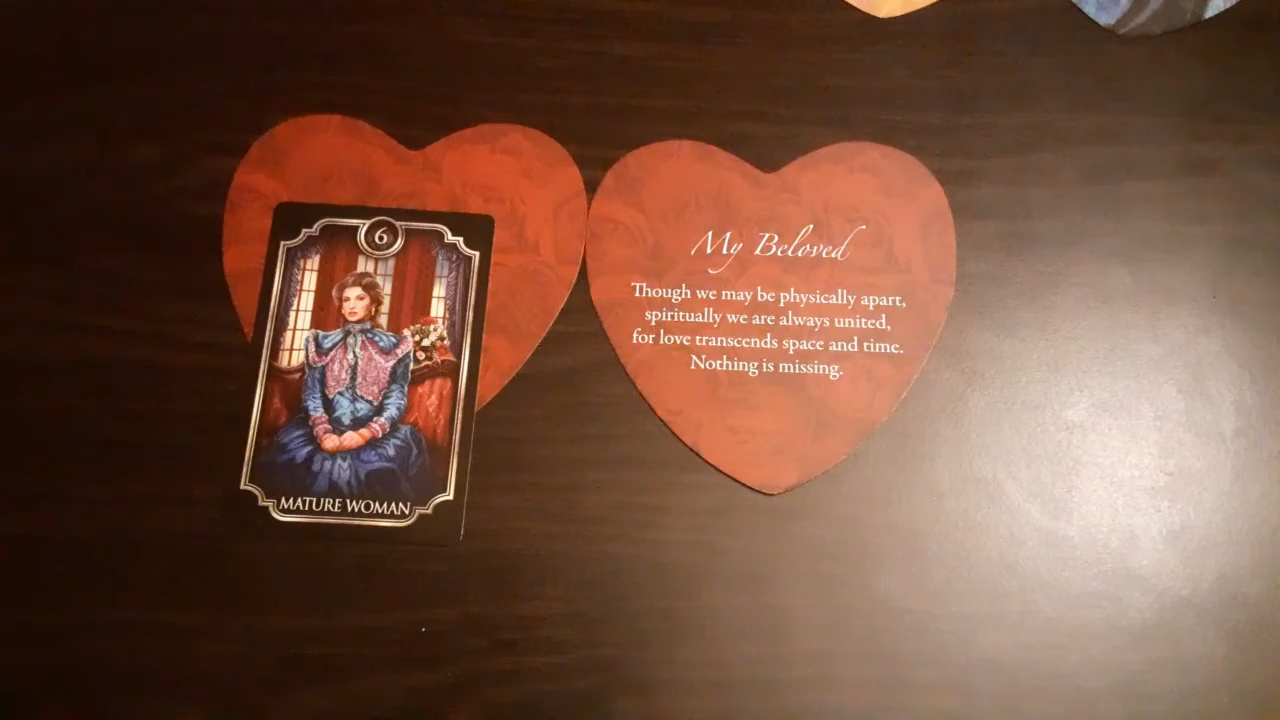 6
MATURE WOMAN
My Beloved
Though we may be physically apart,
spiritually we are always united,
for love transcends space and time.
Nothing is missing.